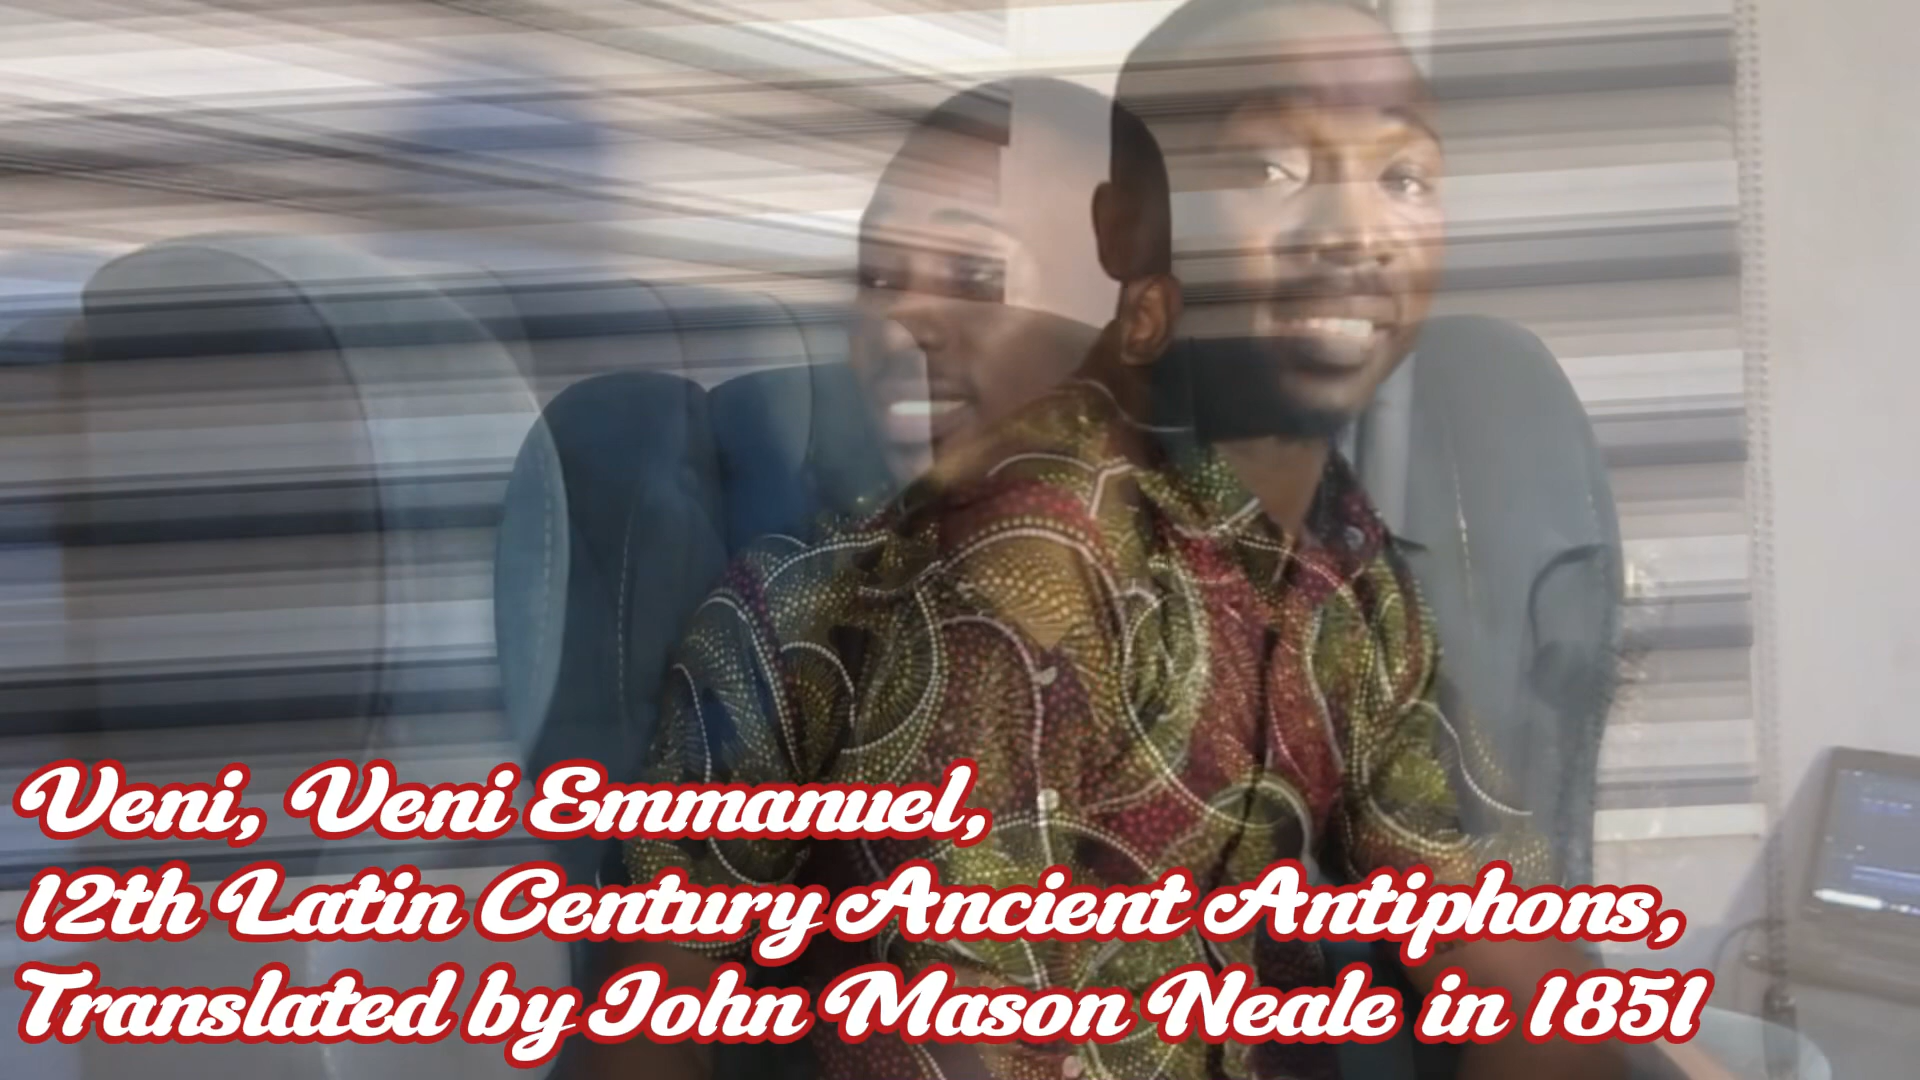 Veni, Veni Emmanuel,
12th Latin Century Ancient Antiphons,
Translated by John Mason Neale in 1851